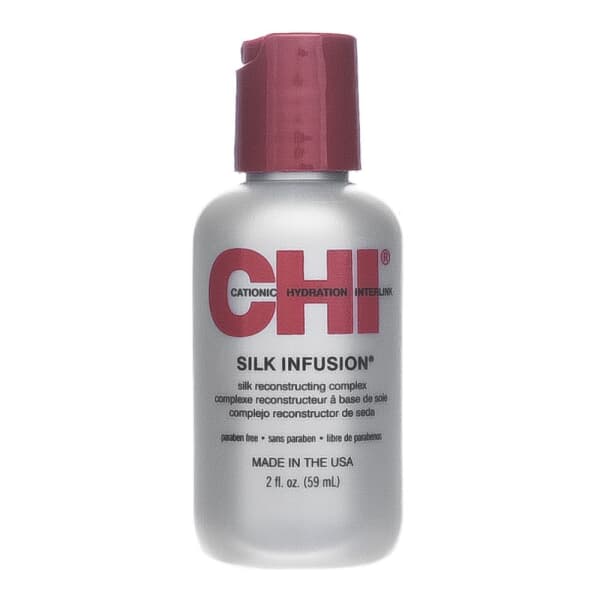 CHI®
CATIONIC HYDRATION INTERLINK
SILK INFUSION®
silk reconstructing complex
complexe reconstructeur à base de soie
complejo reconstructor de seda
paraben free • sans paraben • libre de parabenos
MADE IN THE USA
2 fl. oz. (59 mL)